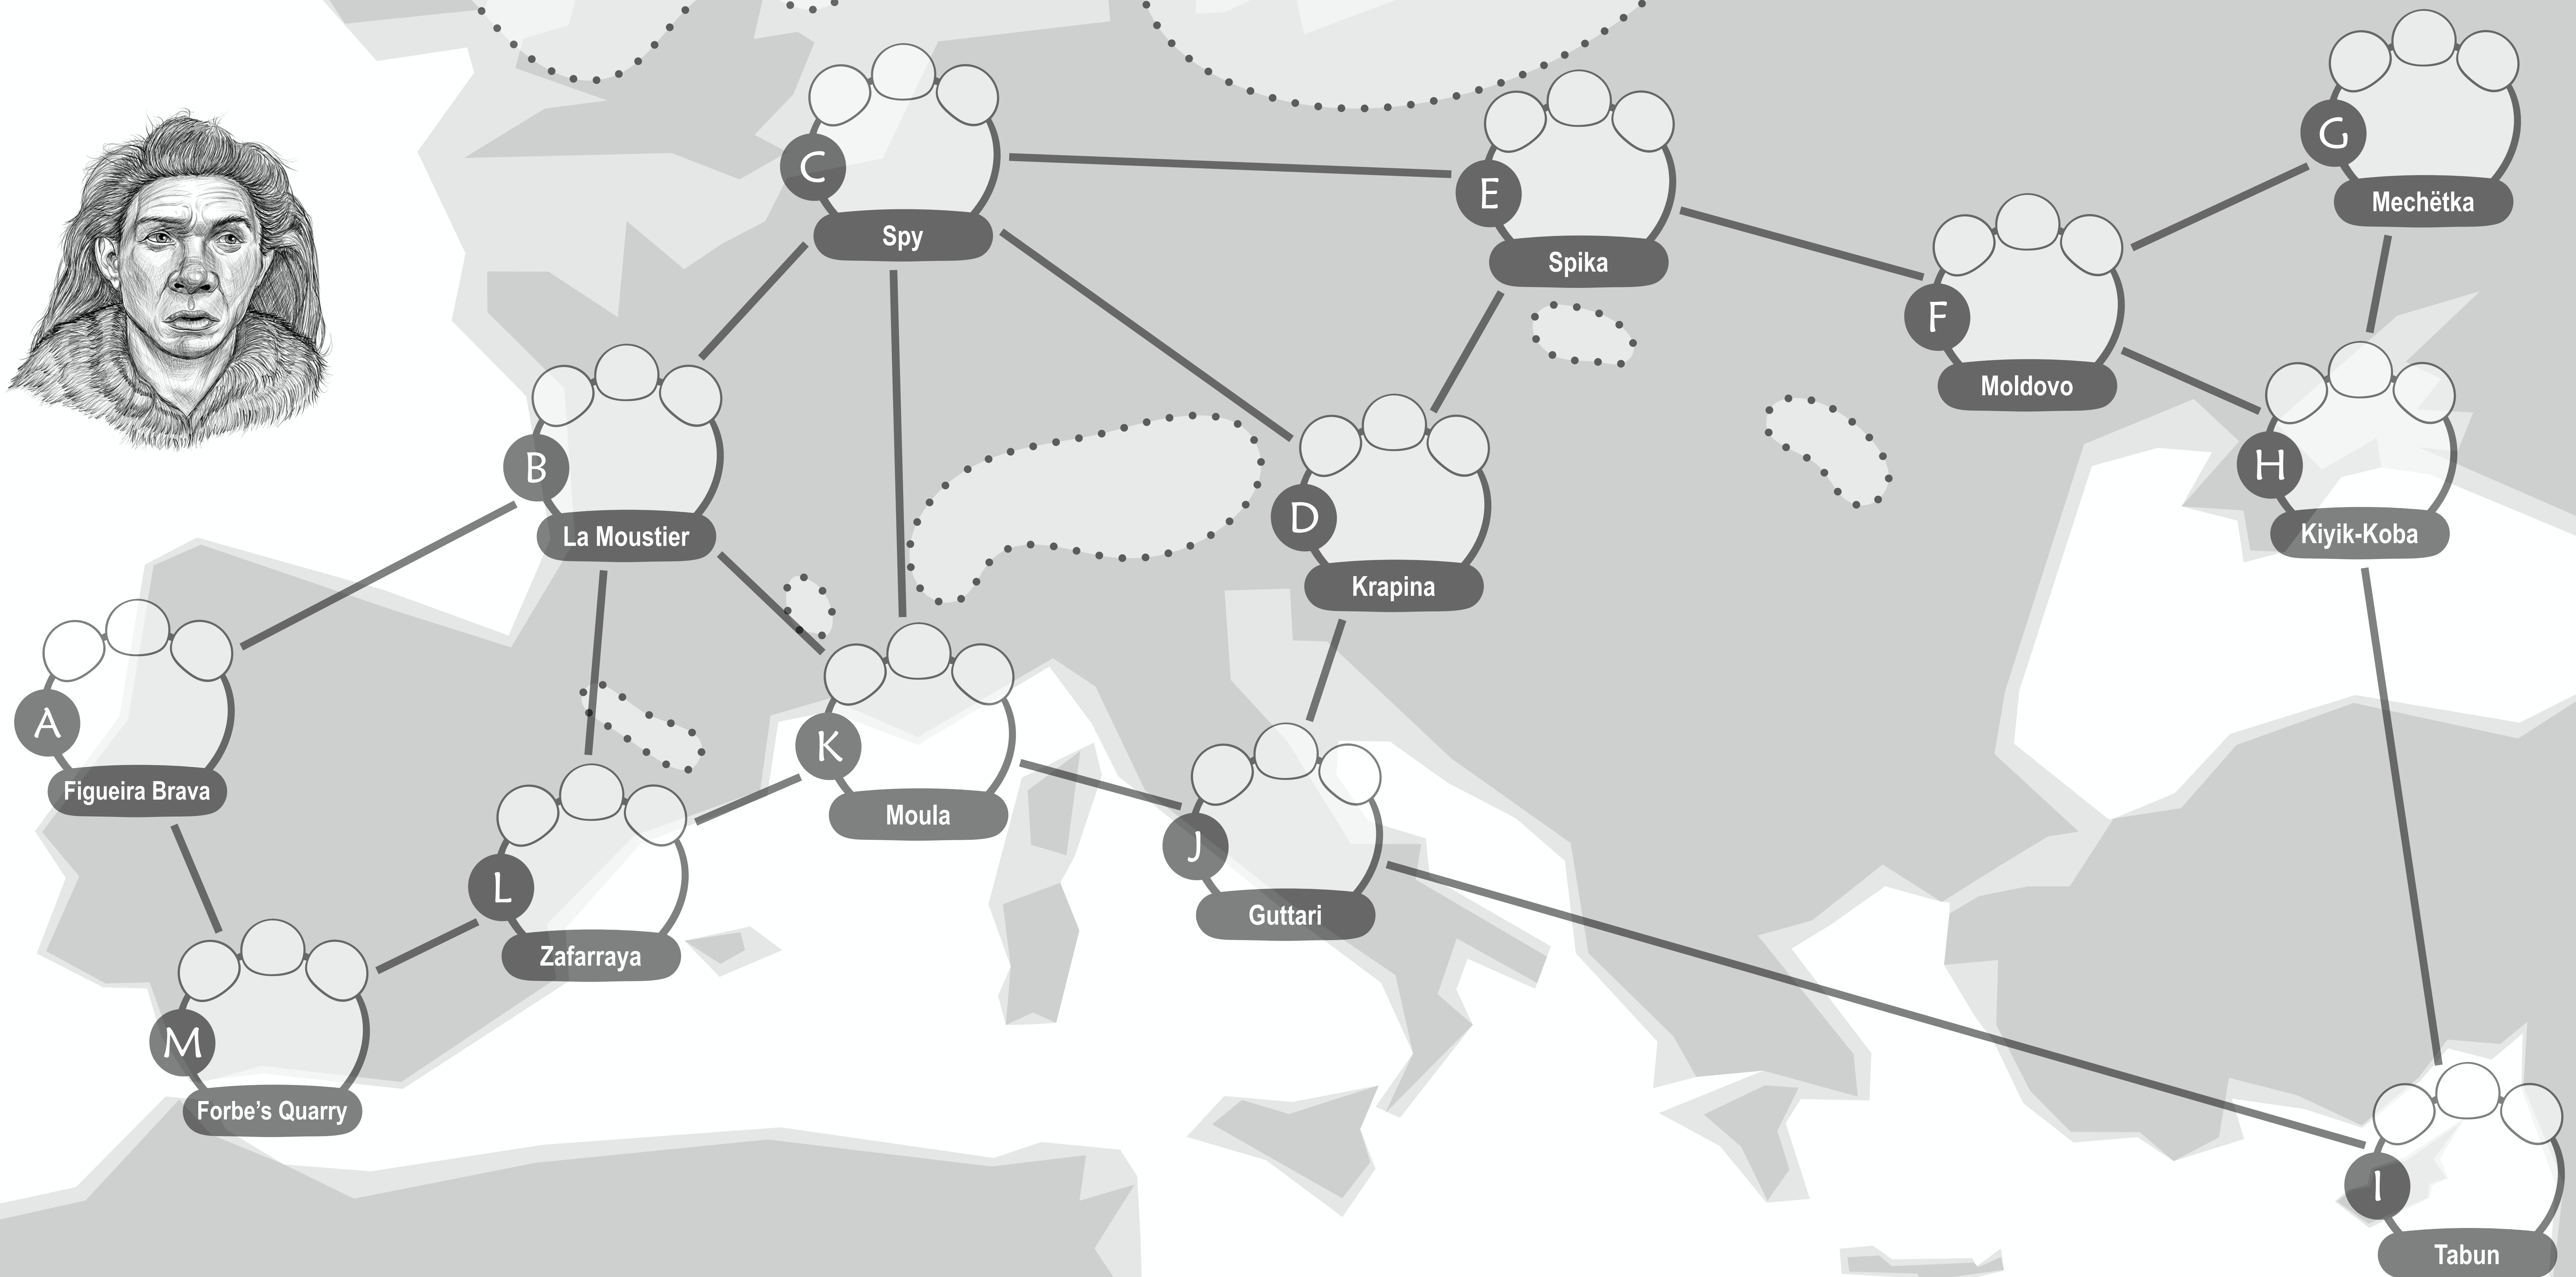 C
Spy
E
Spika
G
Mechëtka
F
Moldovo
B
La Moustier
D
Krapina
H
Kiyik-Koba
A
Figueira Brava
K
Moula
L
Zafarraya
J
Guttari
M
Forbe's Quarry
I
Tabun